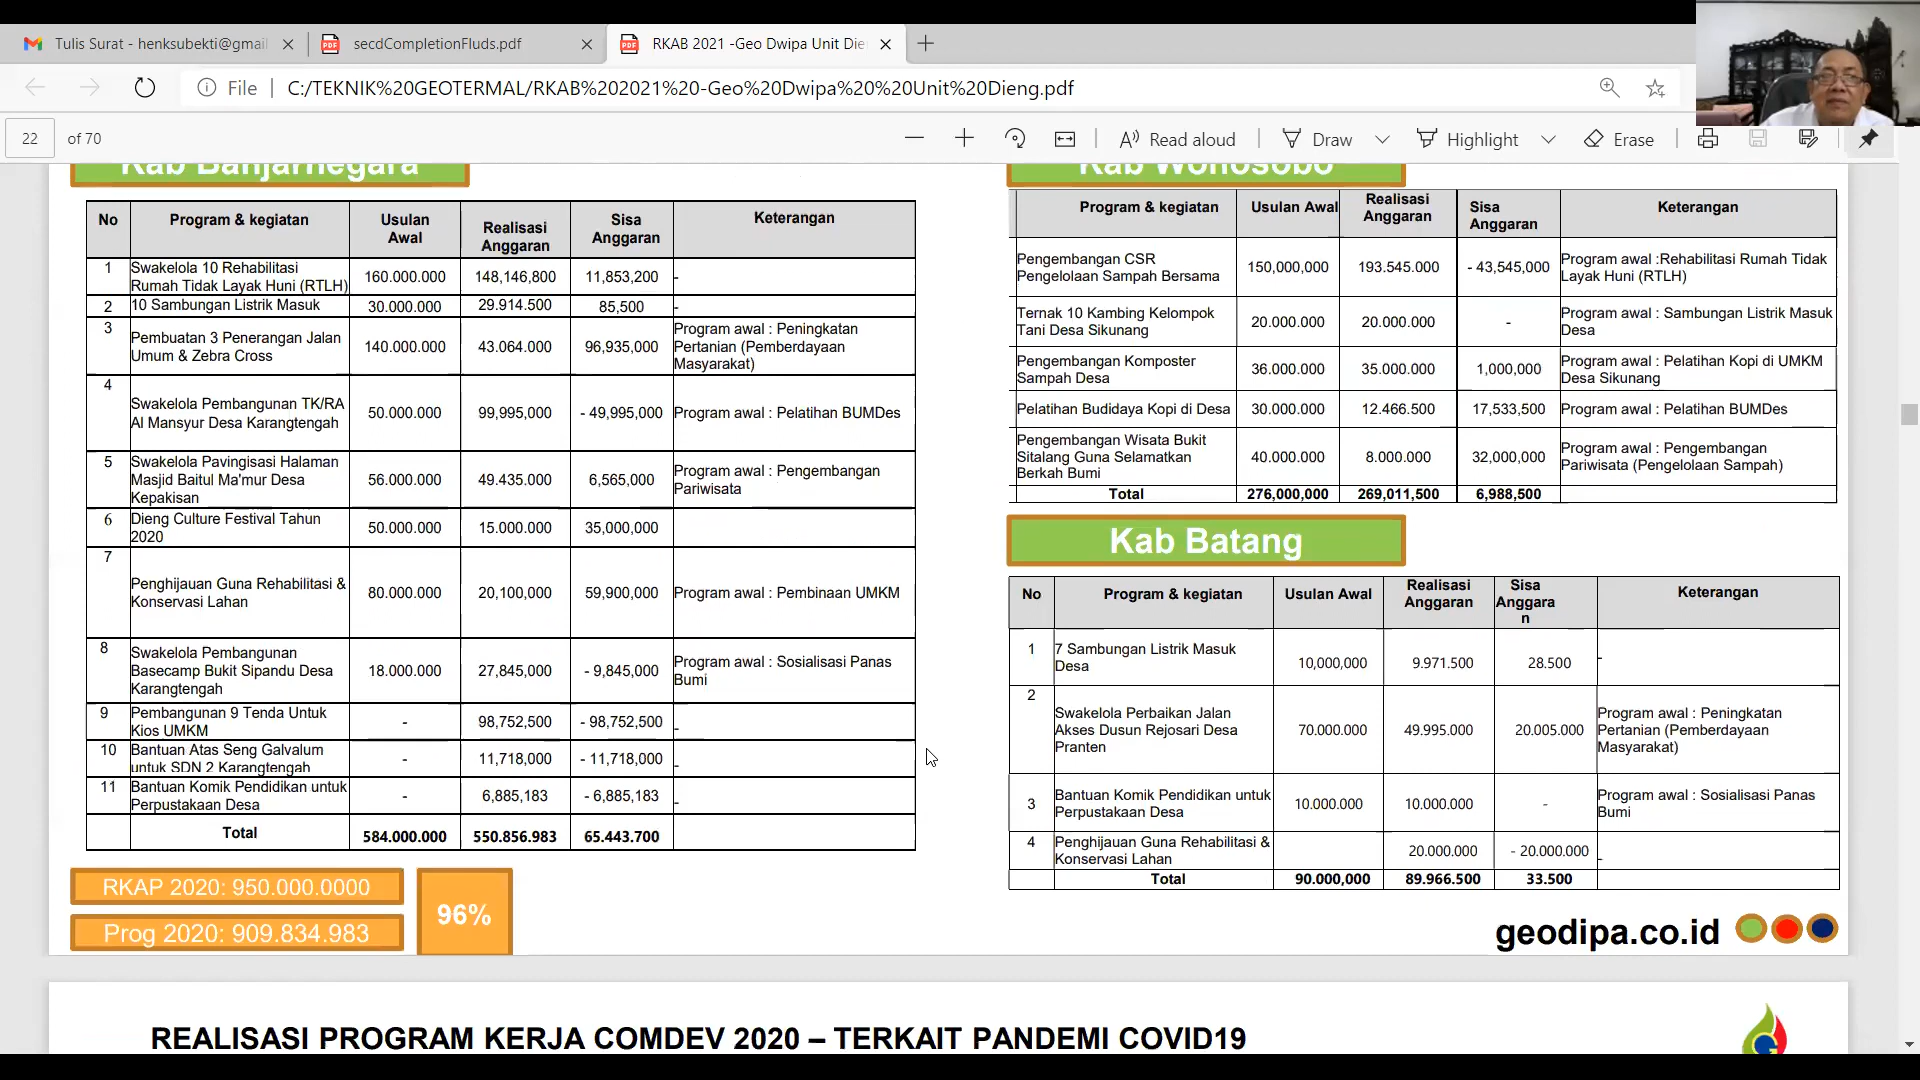 Tulis Surat - henksubekti@gmai
secdCompletionFluds.pdf
RKAB 2021 -Geo Dwipa Unit Die
File
C:/TEKNIK%20GEOTERMAL/RKAB%202021%20-Geo%20Dwipa%20%20Unit%20Dieng.pdf
22 of 70
Read aloud
Draw
Highlight
Erase
Kab Banjarnegara
No Program & kegiatan Usulan Awal Realisasi Anggaran Sisa Anggaran Keterangan
1 Swakelola 10 Rehabilitasi Rumah Tidak Layak Huni (RTLH) 160.000.000 148,146,800 11,853,200 -
2 10 Sambungan Listrik Masuk 30.000.000 29.914.500 85,500 -
3 Pembuatan 3 Penerangan Jalan Umum & Zebra Cross 140.000.000 43.064.000 96,935,000 Program awal : Peningkatan Pertanian (Pemberdayaan Masyarakat)
4 Swakelola Pembangunan TK/RA Al Mansyur Desa Karangtengah 50.000.000 99,995,000 - 49,995,000 Program awal : Pelatihan BUMDes
5 Swakelola Pavingisasi Halaman Masjid Baitul Ma'mur Desa Kepakisan 56.000.000 49.435.000 6,565,000 Program awal : Pengembangan Pariwisata
6 Dieng Culture Festival Tahun 2020 50.000.000 15.000.000 35,000,000
7 Penghijauan Guna Rehabilitasi & Konservasi Lahan 80.000.000 20,100,000 59,900,000 Program awal : Pembinaan UMKM
8 Swakelola Pembangunan Basecamp Bukit Sipandu Desa Karangtengah 18.000.000 27,845,000 - 9,845,000 Program awal : Sosialisasi Panas Bumi
9 Pembangunan 9 Tenda Untuk Kios UMKM - 98,752,500 - 98,752,500 -
10 Bantuan Atas Seng Galvalum untuk SDN 2 Karangtengah - 11,718,000 - 11,718,000 -
11 Bantuan Komik Pendidikan untuk Perpustakaan Desa - 6,885,183 - 6,885,183 -
Total 584.000.000 550.856.983 65.443.700
RKAP 2020: 950.000.0000
Prog 2020: 909.834.983
96%
Kab Wonosobo
Program & kegiatan Usulan Awal Realisasi Anggaran Sisa Anggaran Keterangan
Pengembangan CSR Pengelolaan Sampah Bersama 150,000,000 193.545.000 - 43,545,000 Program awal :Rehabilitasi Rumah Tidak Layak Huni (RTLH)
Ternak 10 Kambing Kelompok Tani Desa Sikunang 20.000.000 20.000.000 - Program awal : Sambungan Listrik Masuk Desa
Pengembangan Komposter Sampah Desa 36.000.000 35.000.000 1,000,000 Program awal : Pelatihan Kopi di UMKM Desa Sikunang
Pelatihan Budidaya Kopi di Desa 30.000.000 12.466.500 17,533,500 Program awal : Pelatihan BUMDes
Pengembangan Wisata Bukit Sitalang Guna Selamatkan Berkah Bumi 40.000.000 8.000.000 32,000,000 Program awal : Pengembangan Pariwisata (Pengelolaan Sampah)
Total 276,000,000 269,011,500 6,988,500
Kab Batang
No Program & kegiatan Usulan Awal Realisasi Anggaran Sisa Anggaran Keterangan
1 7 Sambungan Listrik Masuk Desa 10,000,000 9.971.500 28.500 -
2 Swakelola Perbaikan Jalan Akses Dusun Rejosari Desa Pranten 70.000.000 49.995.000 20.005.000 Program awal : Peningkatan Pertanian (Pemberdayaan Masyarakat)
3 Bantuan Komik Pendidikan untuk Perpustakaan Desa 10.000.000 10.000.000 - Program awal : Sosialisasi Panas Bumi
4 Penghijauan Guna Rehabilitasi & Konservasi Lahan 20.000.000 - 20.000.000 -
Total 90.000,000 89.966.500 33.500
geodipa.co.id
REALISASI PROGRAM KERJA COMDEV 2020 – TERKAIT PANDEMI COVID19